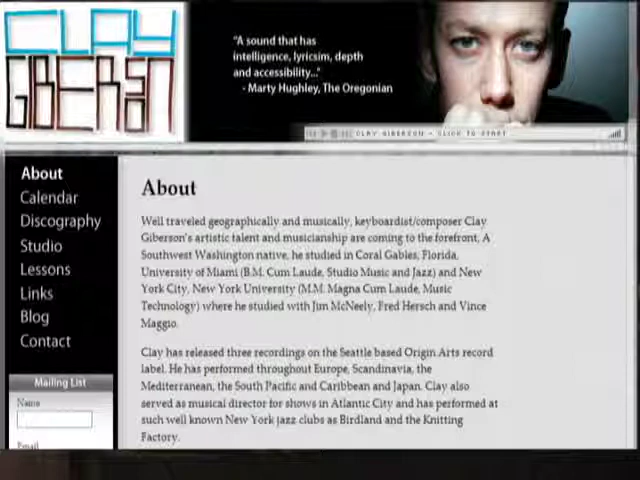 CLAY
GIBERSON
"A sound that has
intelligence, lyricsim, depth
and accessibility..."
- Marty Hughley, The Oregonian
CLAY GIBERSON - CLICK TO START
About
Calendar
Discography
Studio
Lessons
Links
Blog
Contact
Mailing List
Name
Email
About
Well traveled geographically and musically, keyboardist/composer Clay
Giberson's artistic talent and musicianship are coming to the forefront. A
Southwest Washington native, he studied in Coral Gables, Florida,
University of Miami (B.M. Cum Laude, Studio Music and Jazz) and New
York City, New York University (M.M. Magna Cum Laude, Music
Technology) where he studied with Jim McNeely, Fred Hersch and Vince
Maggio.
Clay has released three recordings on the Seattle based Origin Arts record
label. He has performed throughout Europe, Scandinavia, the
Mediterranean, the South Pacific and Caribbean and Japan. Clay also
served as musical director for shows in Atlantic City and has performed at
such well known New York jazz clubs as Birdland and the Knitting
Factory.